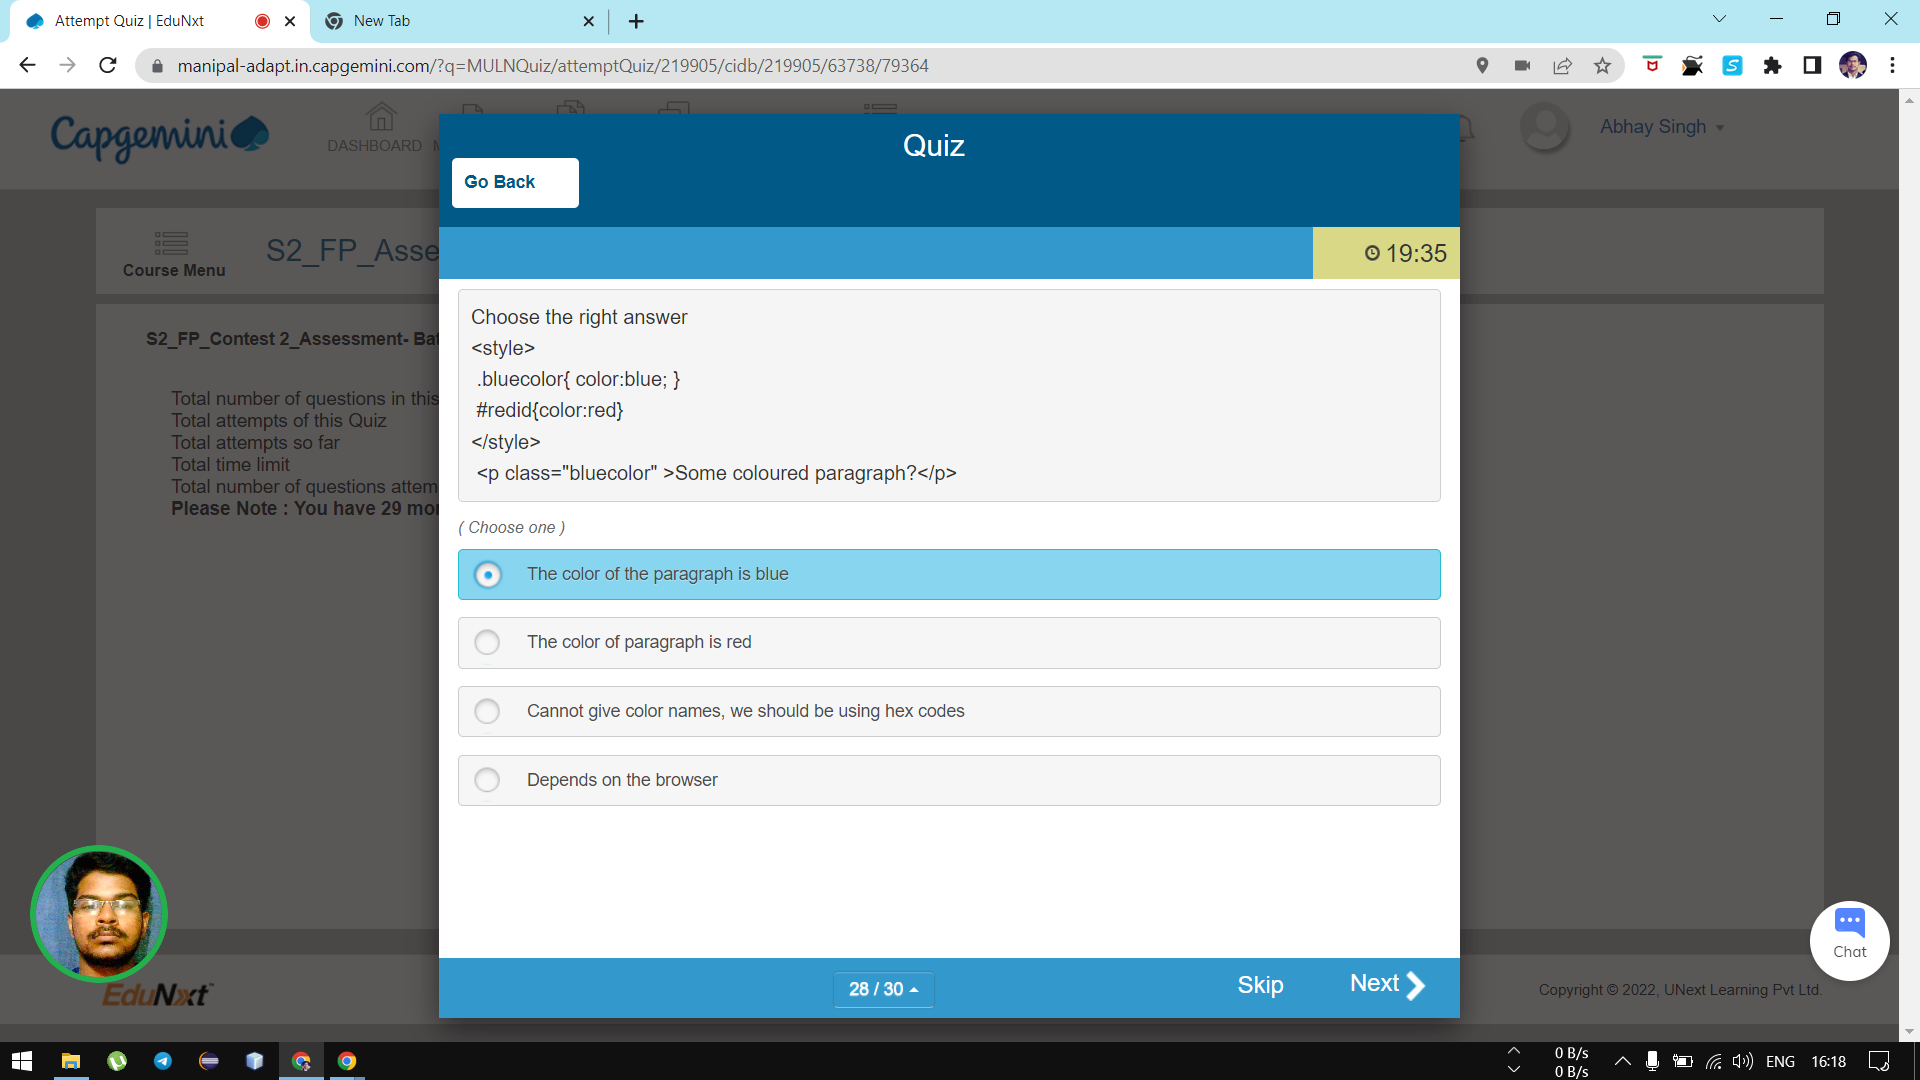 Attempt Quiz | EduNxt
New Tab
manipal-adapt.in.capgemini.com/?q=MULNQuiz/attemptQuiz/219905/cidb/219905/63738/79364
Capgemini
DASHBOARD
Abhay Singh
Quiz
Go Back
Course Menu
S2_FP_Asse
19:35
S2_FP_Contest 2_Assessment- Bat
Total number of questions in this
Total attempts of this Quiz
Total attempts so far
Total time limit
Total number of questions attem
Please Note : You have 29 mor
Choose the right answer
<style>
.bluecolor{ color:blue; }
#redid{color:red}
</style>
<p class="bluecolor" >Some coloured paragraph?</p>
( Choose one )
The color of the paragraph is blue
The color of paragraph is red
Cannot give color names, we should be using hex codes
Depends on the browser
Chat
EduNxt
28 / 30
Skip
Next
Copyright © 2022, UNext Learning Pvt Ltd.
0 B/s
0 B/s
ENG
16:18